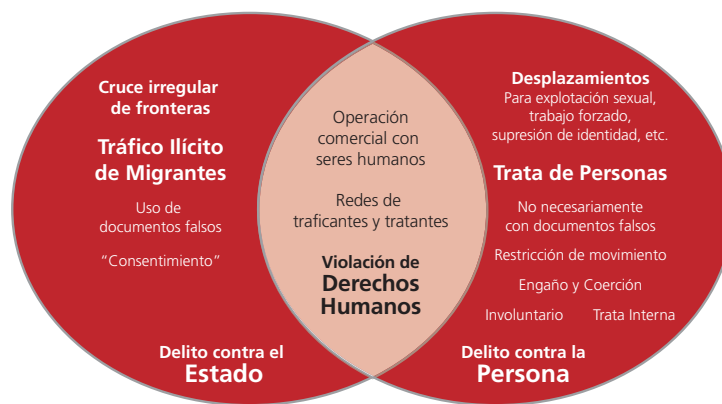 Cruce irregular
de fronteras
Tráfico Ilícito
de Migrantes
Uso de
documentos falsos
“Consentimiento”
Delito contra el
Estado
Operación
comercial con
seres humanos
Redes de
traficantes y tratantes
Violación de
Derechos
Humanos
Desplazamientos
Para explotación sexual,
trabajo forzado,
supresión de identidad, etc.
Trata de Personas
No necesariamente
con documentos falsos
Restricción de movimiento
Engaño y Coerción
Involuntario Trata Interna
Delito contra la
Persona